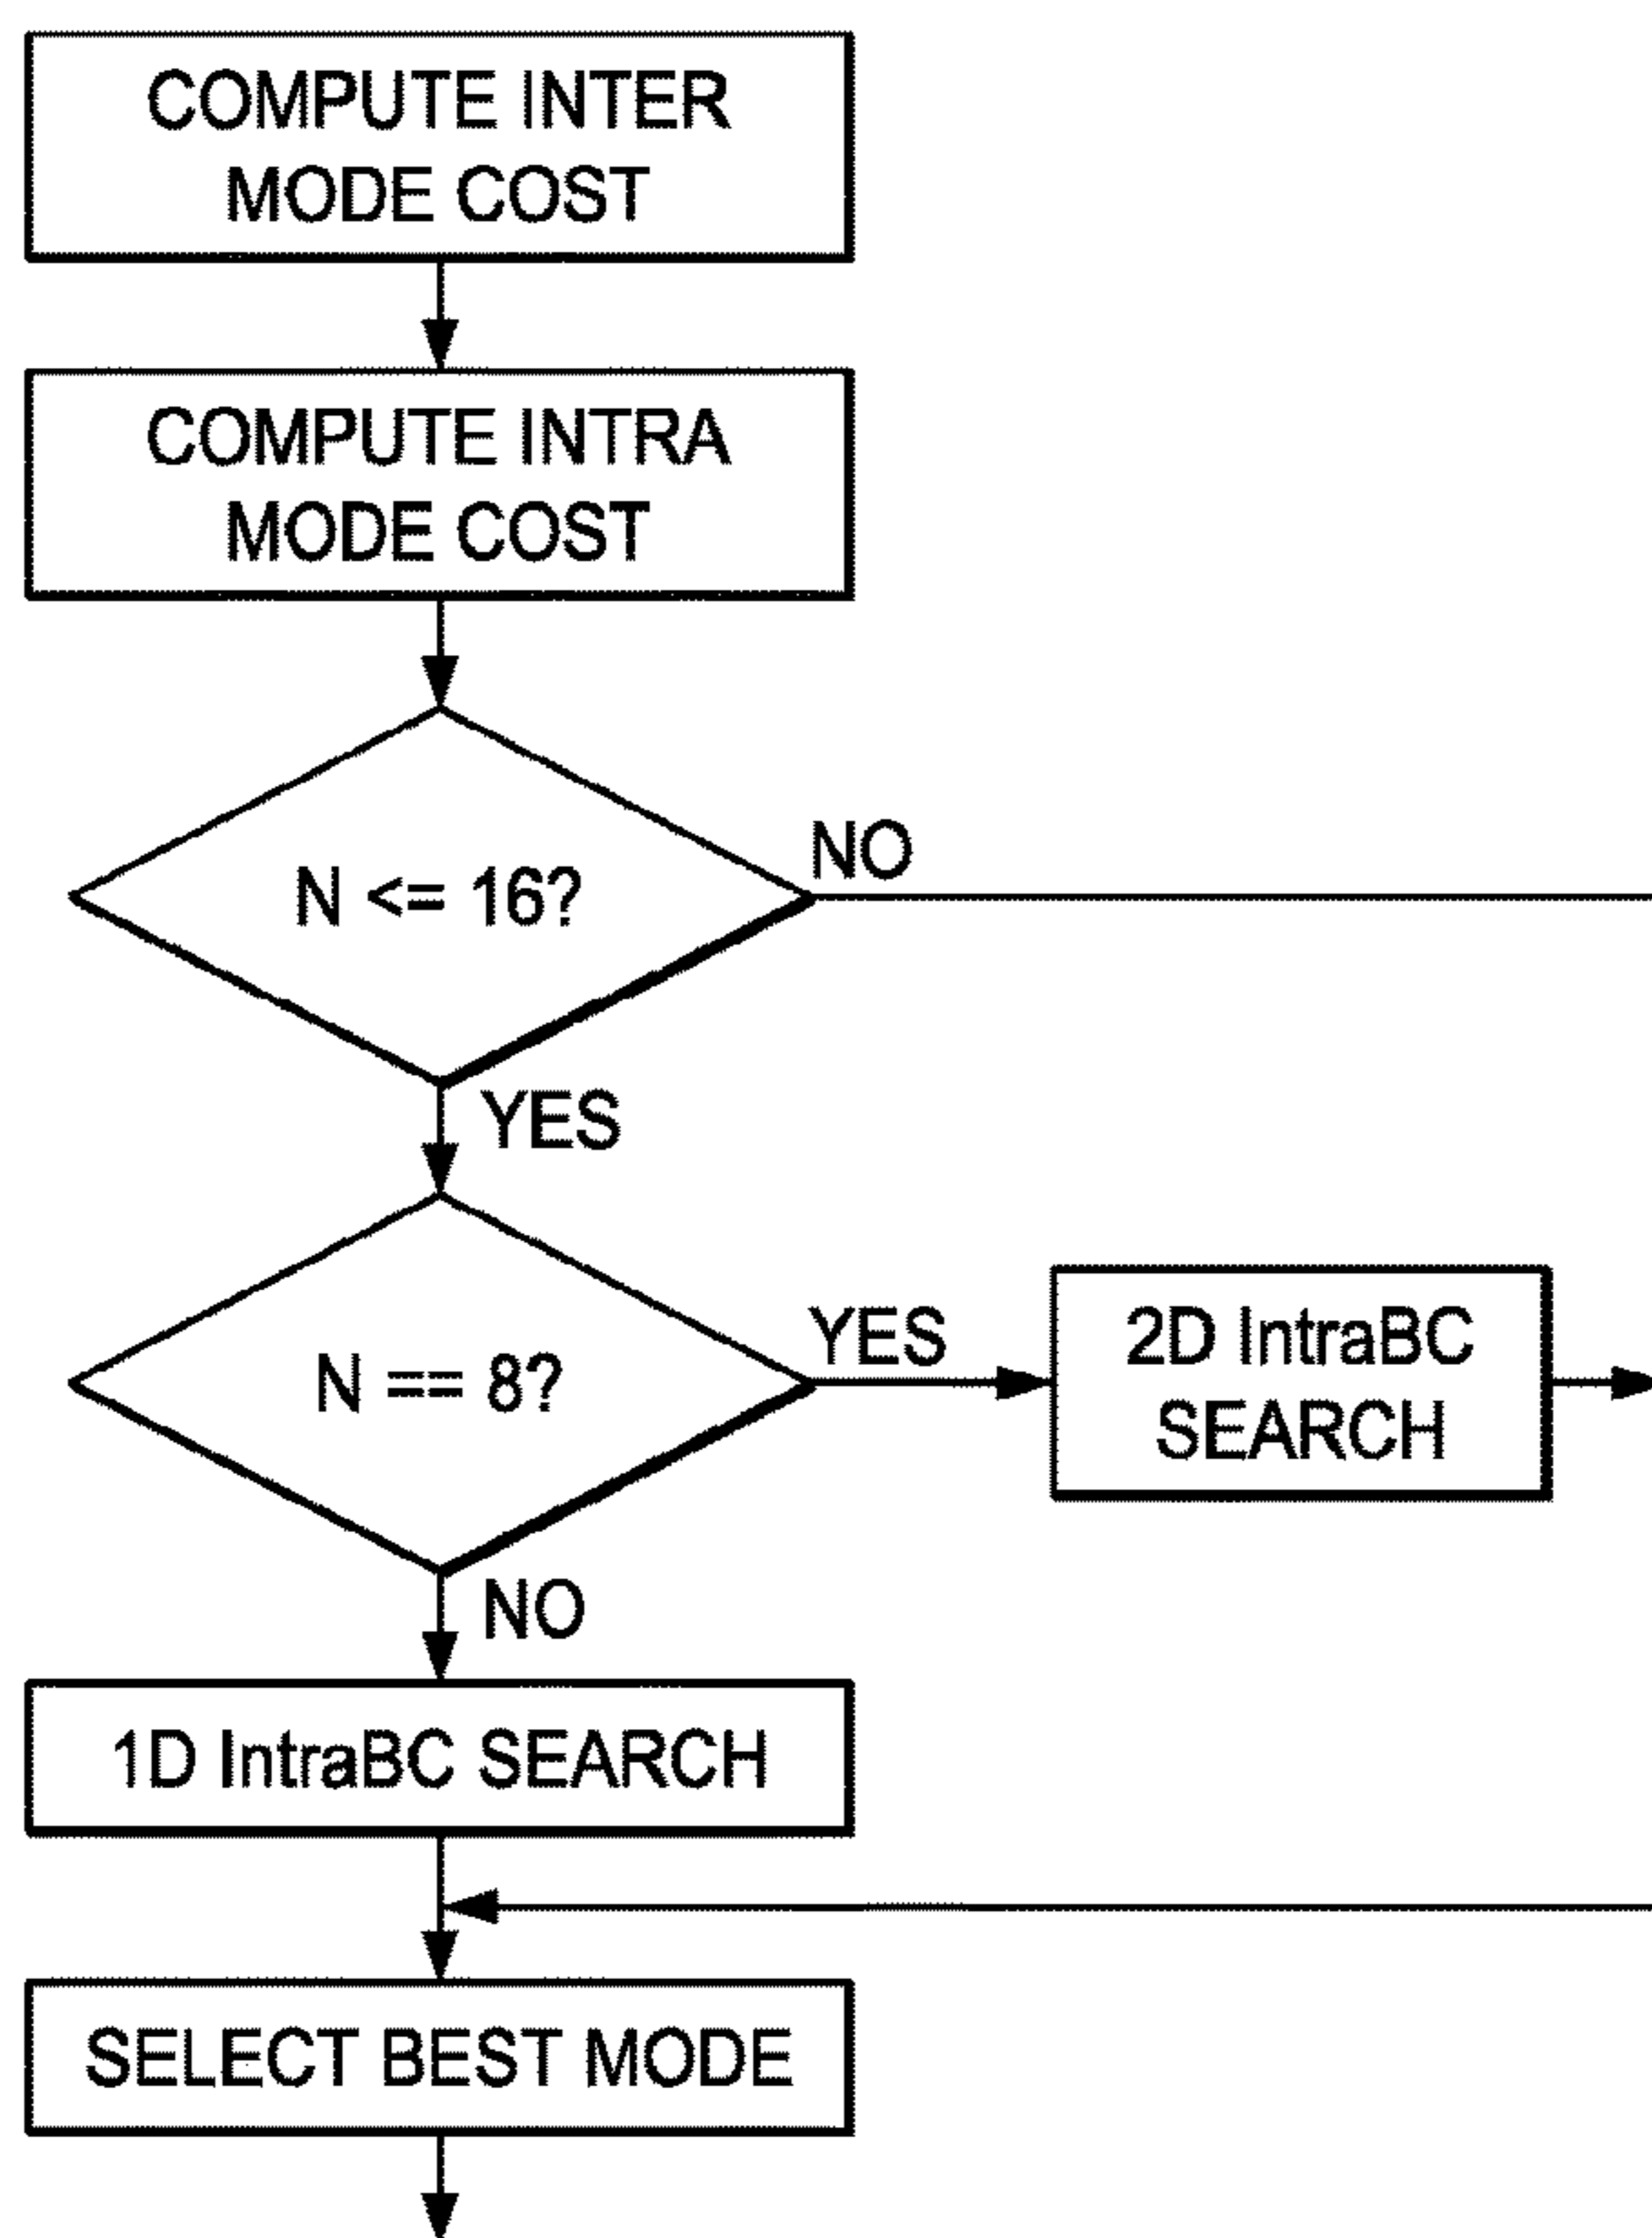 COMPUTE INTER
MODE COST
COMPUTE INTRA
MODE COST
N <= 16?
NO
YES
N == 8?
YES
2D IntraBC
SEARCH
NO
1D IntraBC SEARCH
SELECT BEST MODE